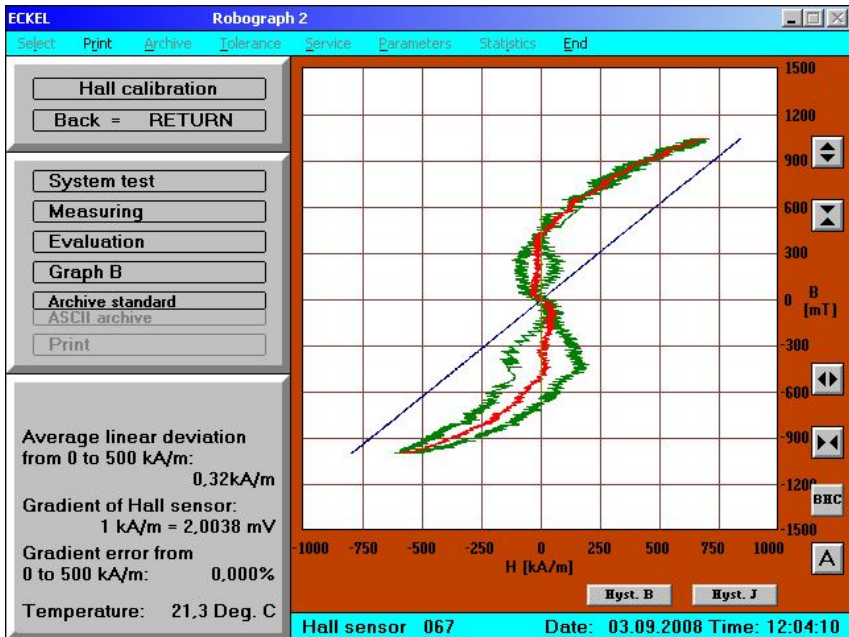 ECKEL Robograph 2
Select Print Archive Tolerance Service Parameters Statistics End
Hall calibration
Back = RETURN
System test
Measuring
Evaluation
Graph B
Archive standard
ASCII archive
Print
Average linear deviation
from 0 to 500 kA/m:
0,32kA/m
Gradient of Hall sensor:
1 kA/m = 2,0038 mV
Gradient error from
0 to 500 kA/m: 0,000%
Temperature: 21,3 Deg. C
1500
1200
900
600
300
0 B
[mT]
-300
-600
-900
-1200
BHC
-1500
-1000 -750 -500 -250 0 250 500 750 1000
H [kA/m]
A
Hyst. B Hyst. J
Hall sensor 067 Date: 03.09.2008 Time: 12:04:10